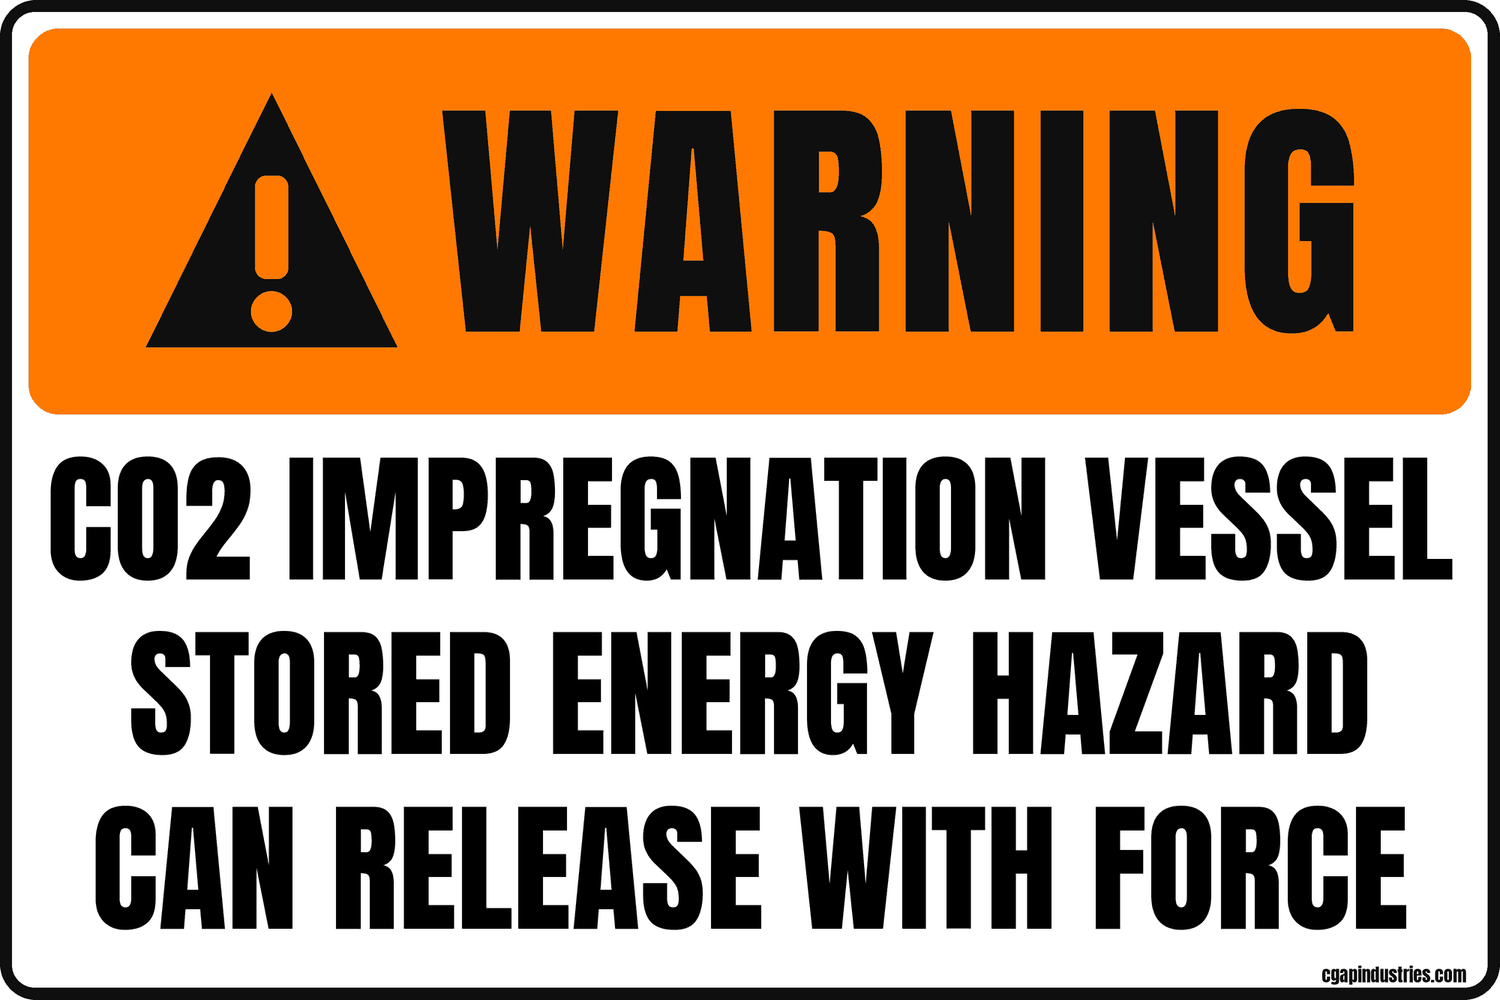 WARNING
CO2 IMPREGNATION VESSEL
STORED ENERGY HAZARD
CAN RELEASE WITH FORCE
cgapindustries.com